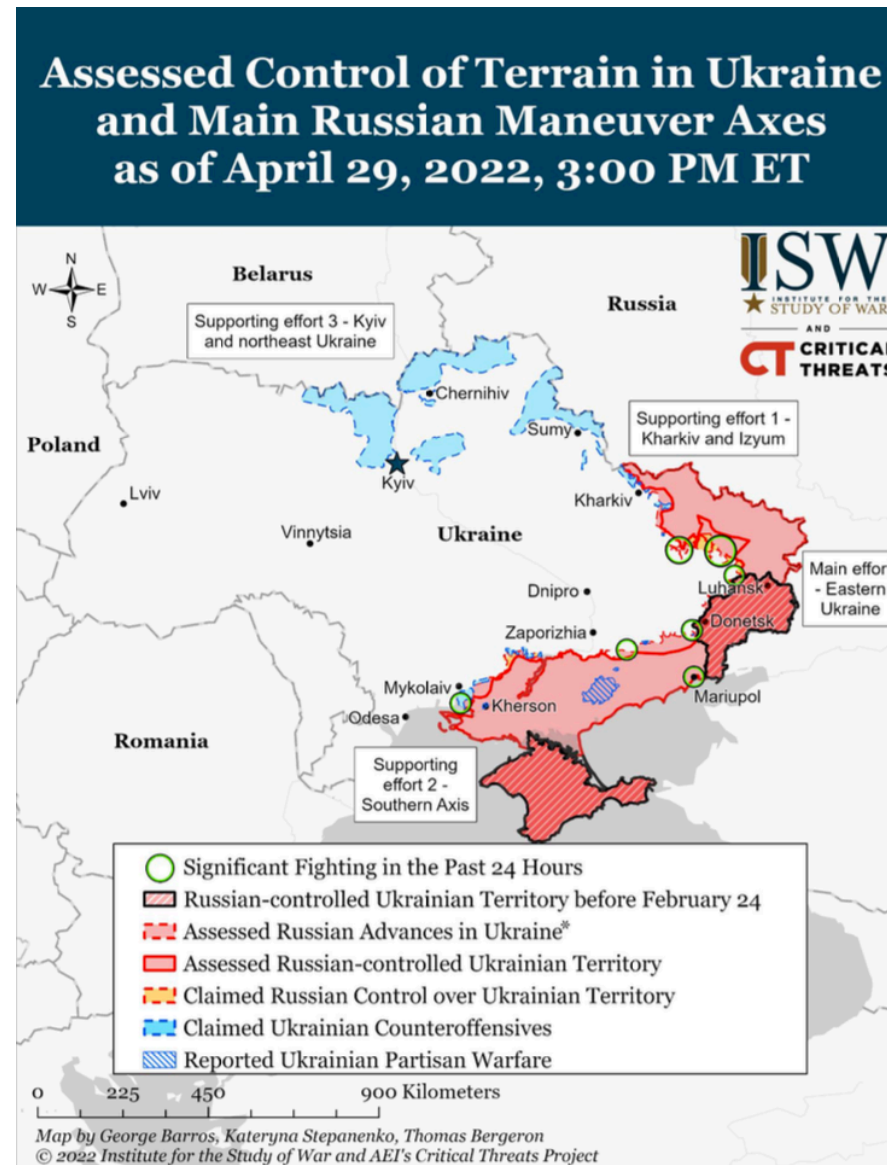 Assessed Control of Terrain in Ukraine
and Main Russian Maneuver Axes
as of April 29, 2022, 3:00 PM ET
ISW
INSTITUTE FOR THE
STUDY OF WAR
AND
CT CRITICAL
THREATS
N
W
E
S
Belarus
Russia
Supporting effort 3 - Kyiv
and northeast Ukraine
Chernihiv
Supporting effort 1 -
Kharkiv and Izyum
Sumy
Poland
Kyiv
Kharkiv
Lviv
Vinnytsia
Ukraine
Main effort
- Eastern
Ukraine
Luhansk
Dnipro
Donetsk
Zaporizhia
Mykolaiv
Mariupol
Kherson
Odesa
Romania
Supporting
effort 2 -
Southern Axis
Significant Fighting in the Past 24 Hours
Russian-controlled Ukrainian Territory before February 24
Assessed Russian Advances in Ukraine*
Assessed Russian-controlled Ukrainian Territory
Claimed Russian Control over Ukrainian Territory
Claimed Ukrainian Counteroffensives
Reported Ukrainian Partisan Warfare
0 225 450 900 Kilometers
Map by George Barros, Kateryna Stepanenko, Thomas Bergeron
© 2022 Institute for the Study of War and AEI's Critical Threats Project